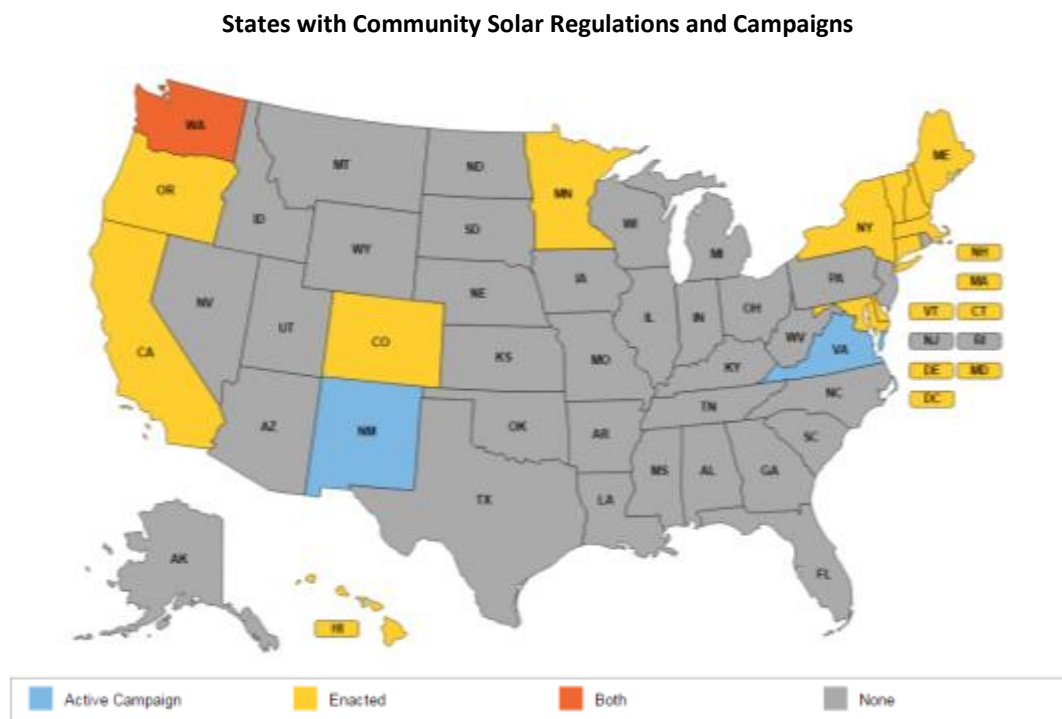 States with Community Solar Regulations and Campaigns
WA
MT
ND
MN
ME
OR
ID
SD
WI
NY
WY
MI
NH
IA
PA
NE
MA
NV
OH
IL
IN
VT CT
UT
CO
WV
NJ RI
CA
KS
MO
KY
VA
DE MD
NC
DC
AZ
NM
OK
TN
AR
SC
MS
AL
GA
TX
LA
AK
FL
HI
Active Campaign Enacted Both None